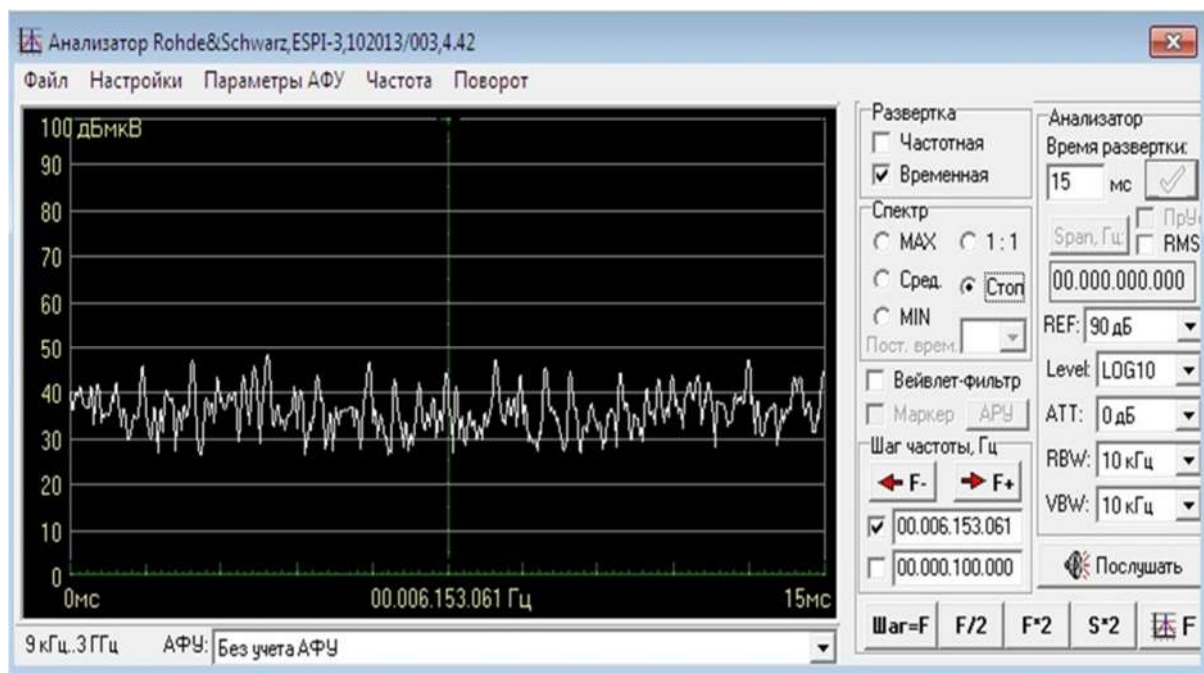 Анализатор Rohde&Schwarz,ESPI-3,102013/003,4.42
Файл Настройки Параметры АФУ Частота Поворот
100 дБмкВ
90
80
70
60
50
40
30
20
10
0
0мс 00.006.153.061 Гц 15мс
9 кГц..3 ГГц АФУ: Без учета АФУ
Развертка
Частотная
Временная
Спектр
MAX 1 : 1
Сред. Стоп
MIN
Пост. врем.
Вейвлет-фильтр
Маркер АРУ
Шаг частоты, Гц
F- F+
00.006.153.061
00.000.100.000
Анализатор
Время развертки:
15 мс
Span, Гц:
RMS
00.000.000.000
REF: 90 дБ
Level: LOG10
ATT: 0 дБ
RBW: 10 кГц
VBW: 10 кГц
Послушать
Шаг=F F/2 F*2 S*2 F